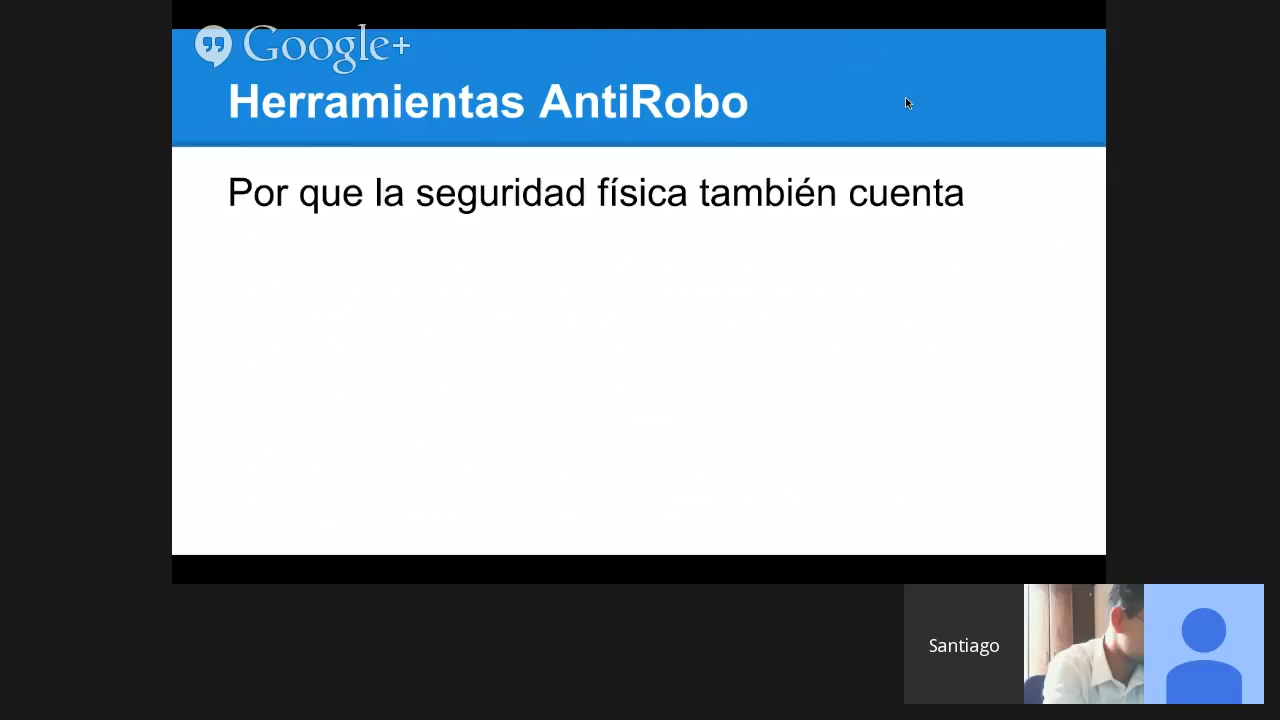 Google+
Herramientas AntiRobo
Por que la seguridad física también cuenta
Santiago